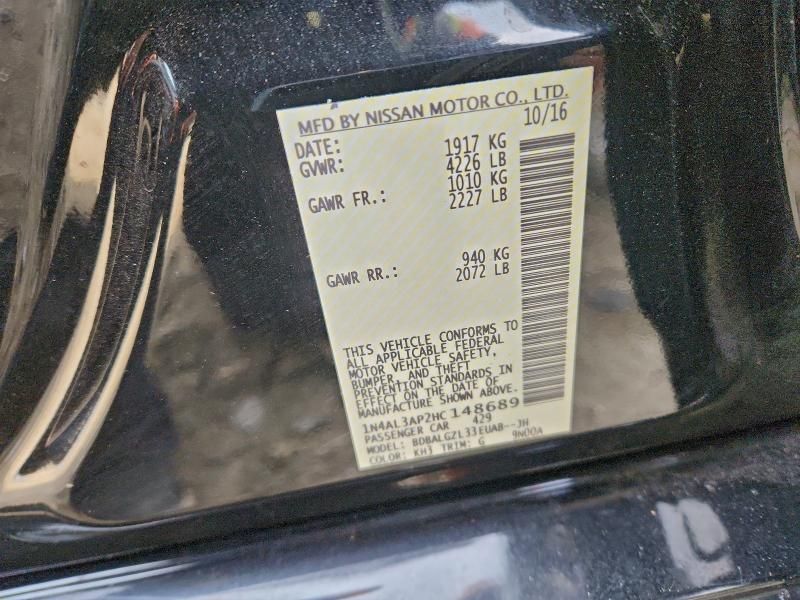 MFD BY NISSAN MOTOR CO., LTD.
DATE: 10/16
GVWR: 1917 KG
4226 LB
GAWR FR.: 1010 KG
2227 LB
GAWR RR.: 940 KG
2072 LB
THIS VEHICLE CONFORMS TO
ALL APPLICABLE FEDERAL
MOTOR VEHICLE SAFETY,
BUMPER, AND THEFT
PREVENTION STANDARDS IN
EFFECT ON THE DATE OF
MANUFACTURE SHOWN ABOVE.
1N4AL3AP2HC 148689
PASSENGER CAR 429
MODEL: BDBALGZL33EUAB--JH
COLOR: KH3 TRIM: G 9N00A